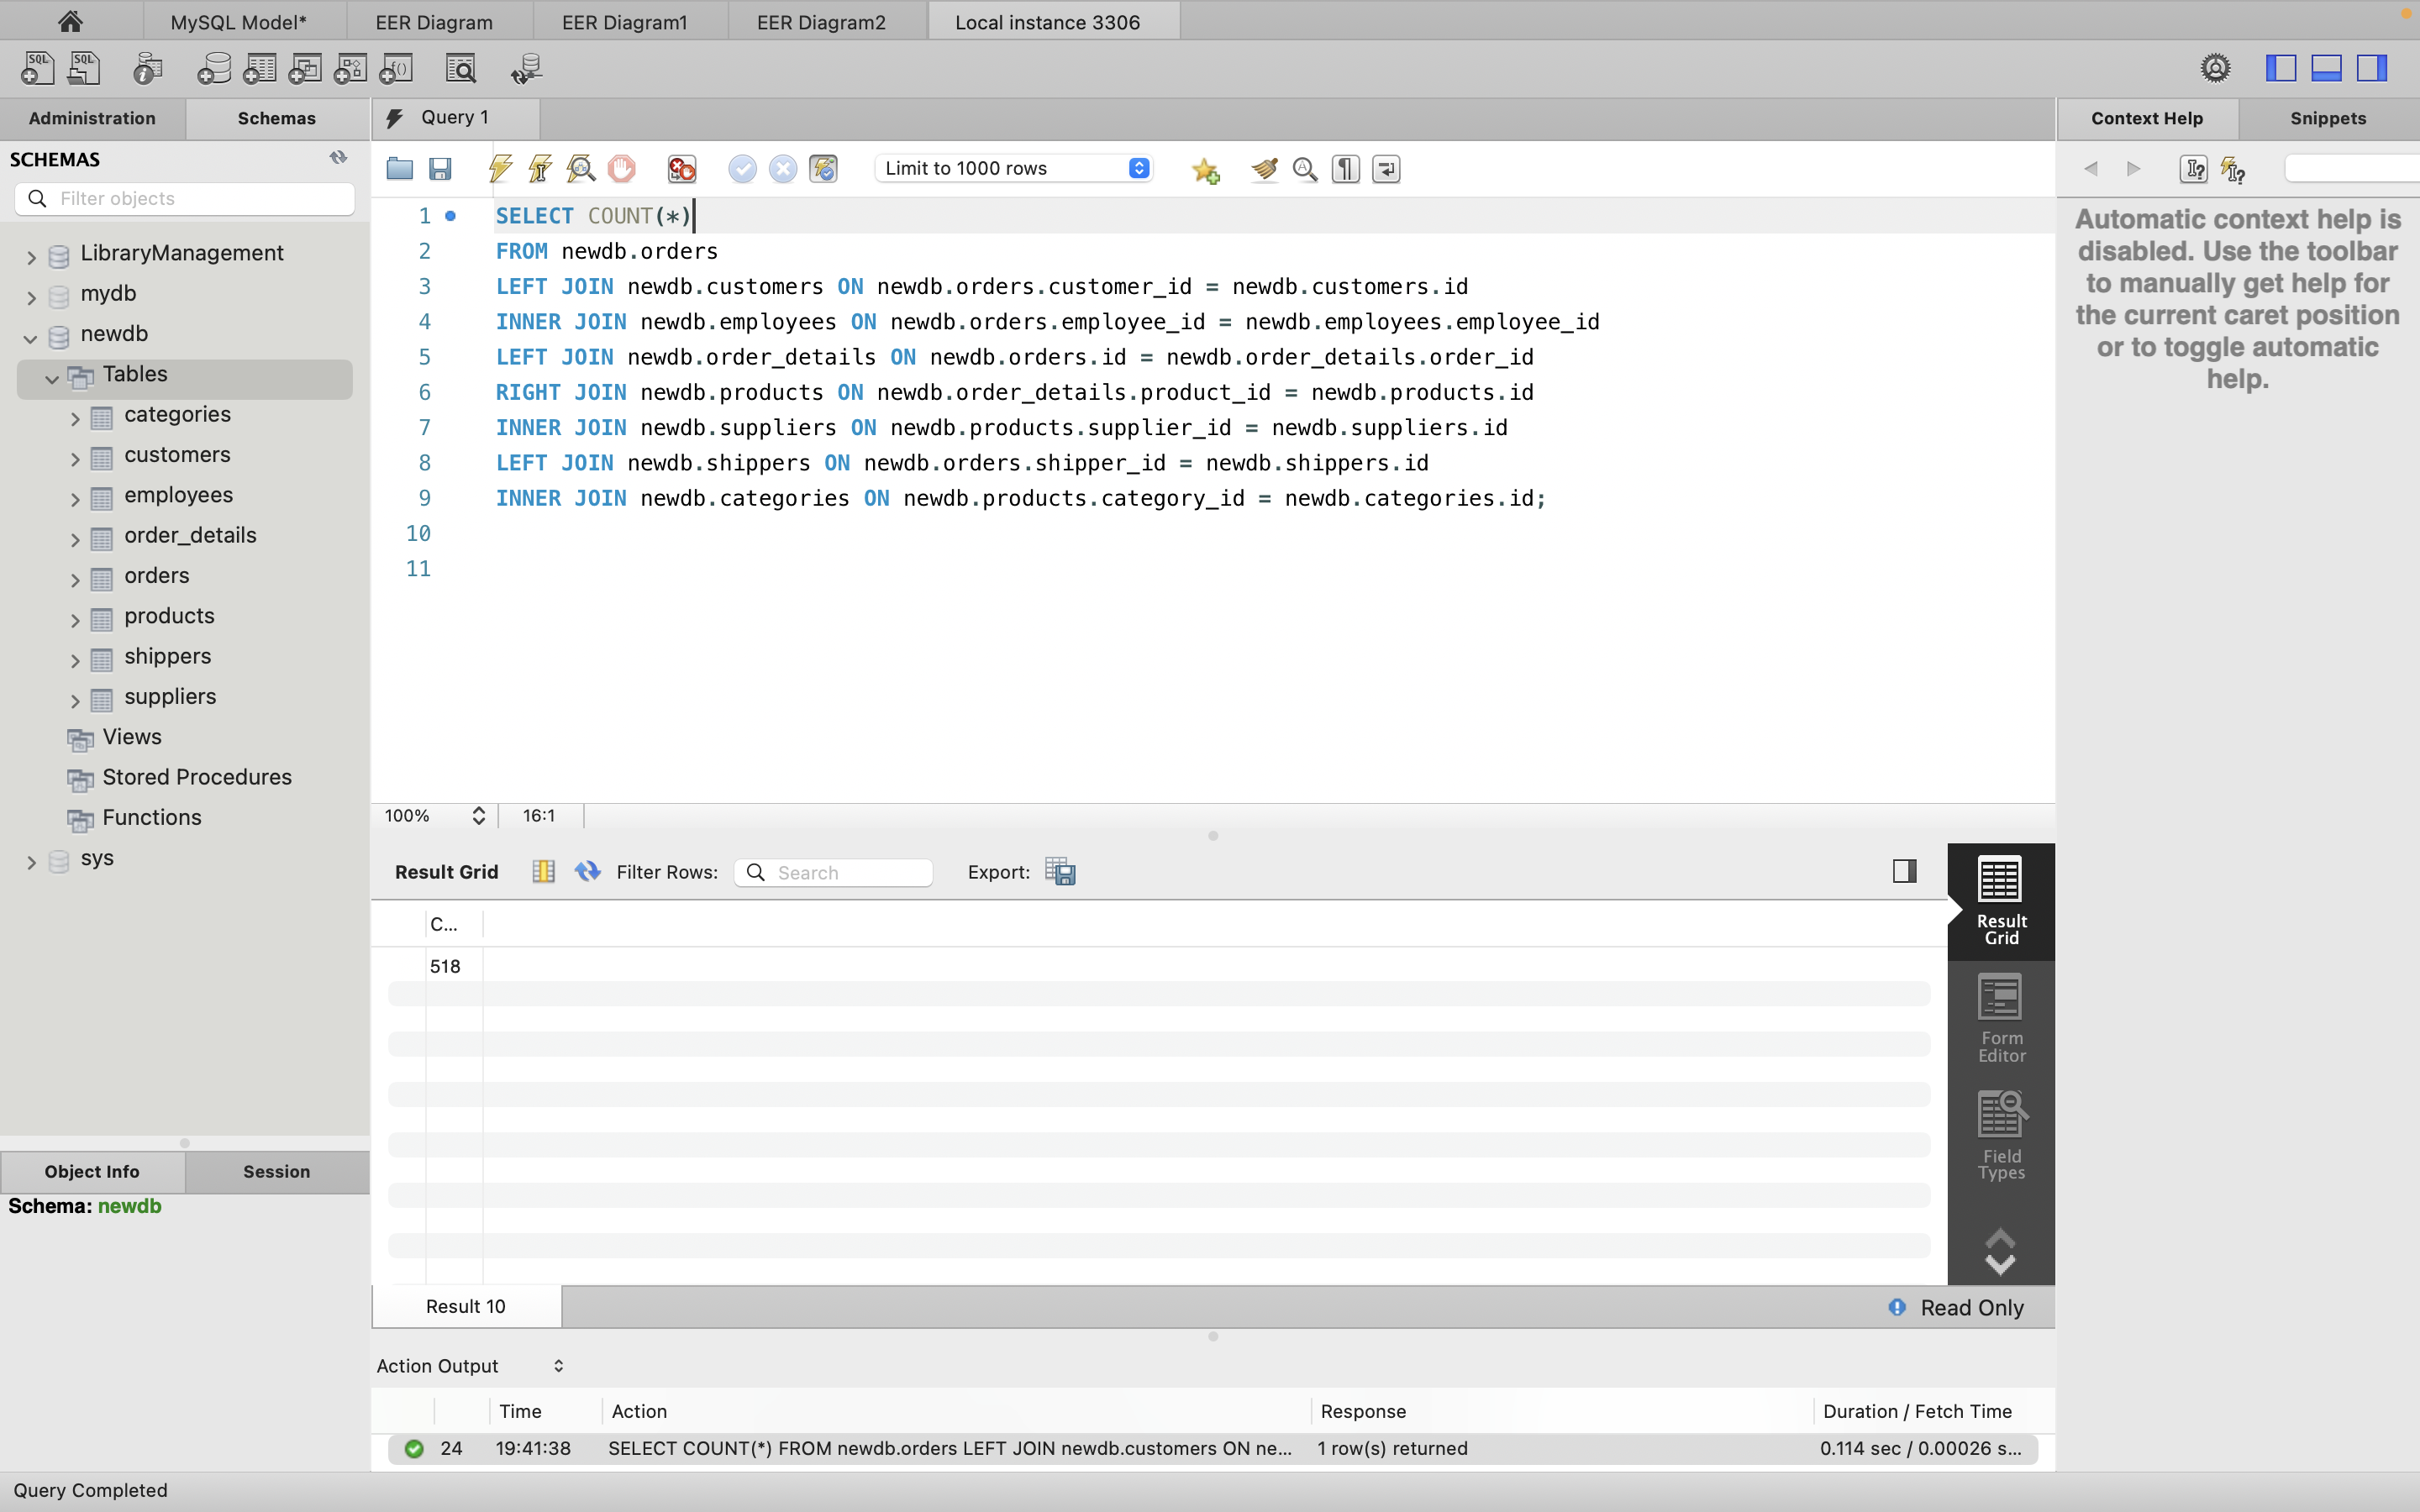 MySQL Model*
EER Diagram
EER Diagram1
EER Diagram2
Local instance 3306
Administration
Schemas
Query 1
Context Help
Snippets
SCHEMAS
Filter objects
LibraryManagement
mydb
newdb
Tables
categories
customers
employees
order_details
orders
products
shippers
suppliers
Views
Stored Procedures
Functions
sys
Object Info
Session
Schema: newdb
Limit to 1000 rows
1 SELECT COUNT(*)
2 FROM newdb.orders
3 LEFT JOIN newdb.customers ON newdb.orders.customer_id = newdb.customers.id
4 INNER JOIN newdb.employees ON newdb.orders.employee_id = newdb.employees.employee_id
5 LEFT JOIN newdb.order_details ON newdb.orders.id = newdb.order_details.order_id
6 RIGHT JOIN newdb.products ON newdb.order_details.product_id = newdb.products.id
7 INNER JOIN newdb.suppliers ON newdb.products.supplier_id = newdb.suppliers.id
8 LEFT JOIN newdb.shippers ON newdb.orders.shipper_id = newdb.shippers.id
9 INNER JOIN newdb.categories ON newdb.products.category_id = newdb.categories.id;
10
11
Automatic context help is
disabled. Use the toolbar
to manually get help for
the current caret position
or to toggle automatic
help.
100%
16:1
Result Grid
Filter Rows:
Search
Export:
C...
518
Result
Grid
Form
Editor
Field
Types
Result 10
Read Only
Action Output
Time
Action
Response
Duration / Fetch Time
24
19:41:38
SELECT COUNT(*) FROM newdb.orders LEFT JOIN newdb.customers ON ne...
1 row(s) returned
0.114 sec / 0.00026 s...
Query Completed